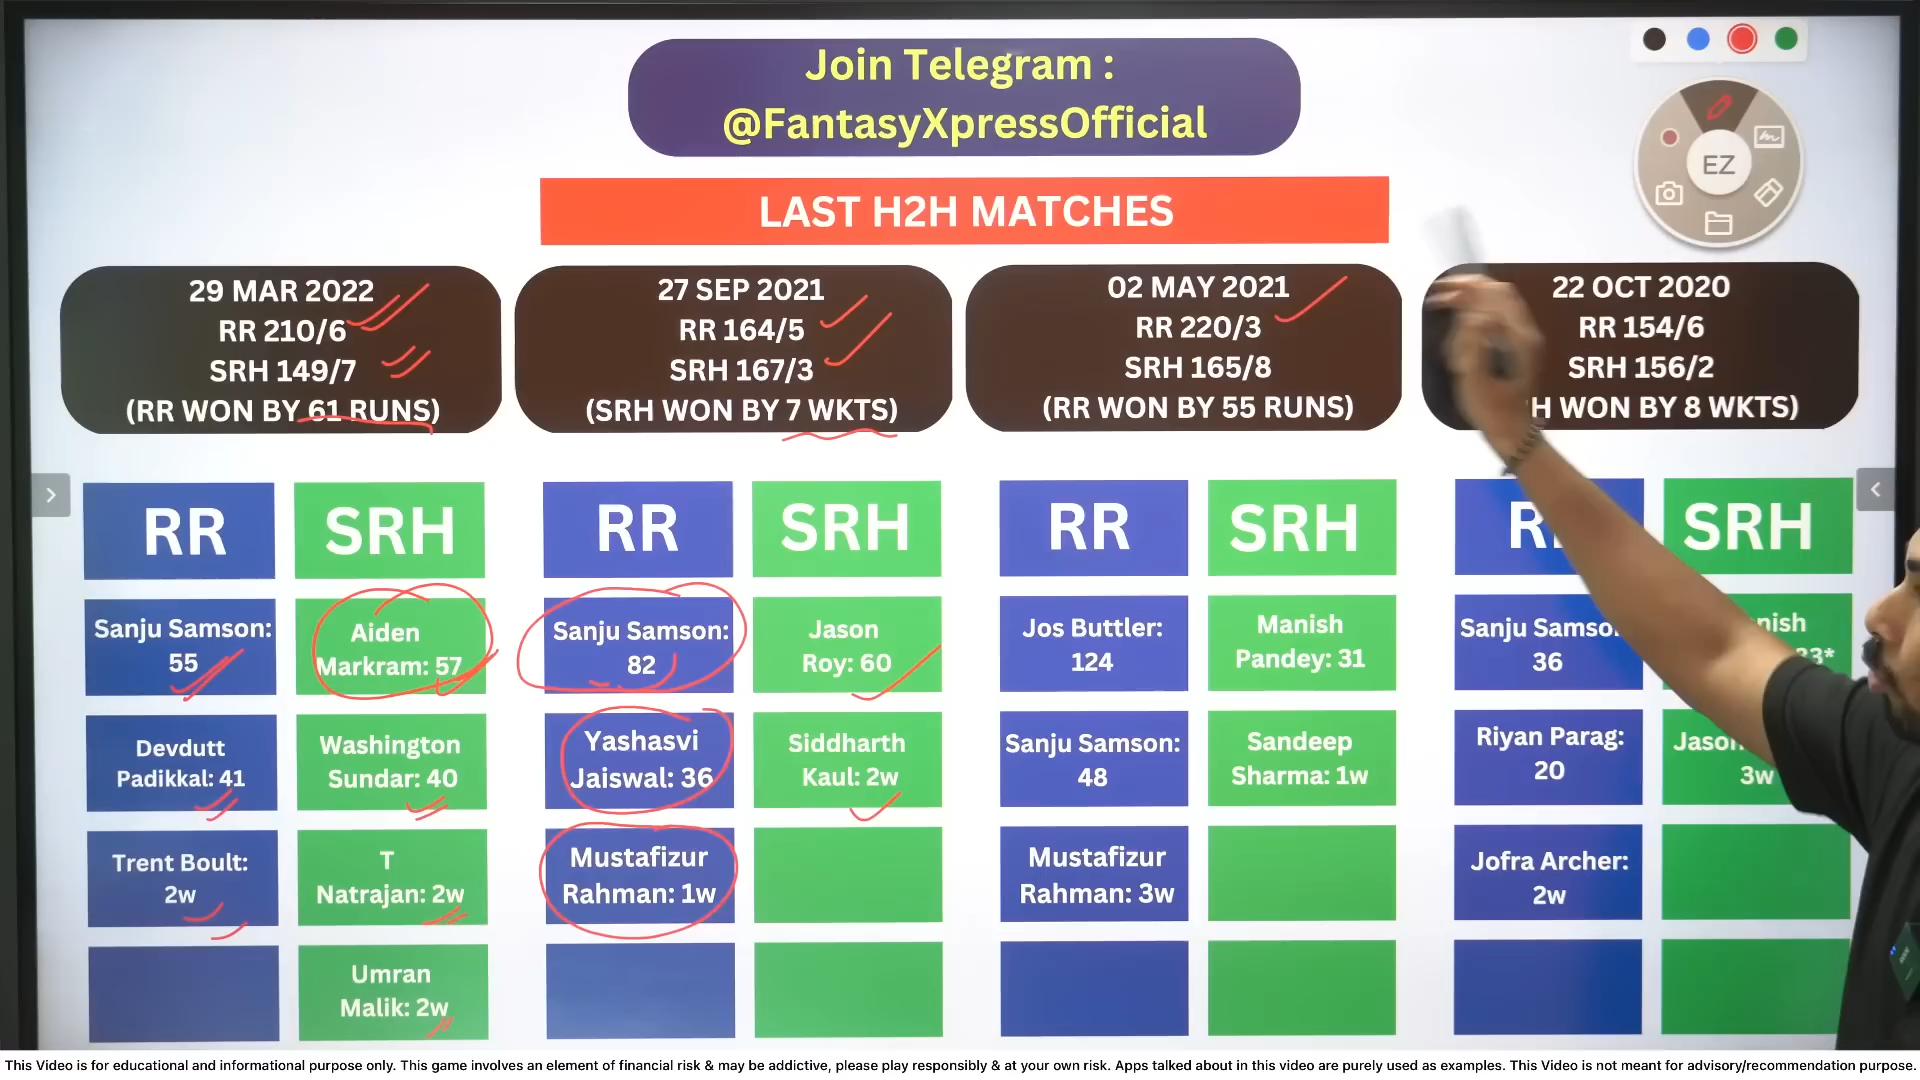 Join Telegram :
@FantasyXpressOfficial
EZ
LAST H2H MATCHES
29 MAR 2022
RR 210/6
SRH 149/7
(RR WON BY 61 RUNS)
27 SEP 2021
RR 164/5
SRH 167/3
(SRH WON BY 7 WKTS)
02 MAY 2021
RR 220/3
SRH 165/8
(RR WON BY 55 RUNS)
22 OCT 2020
RR 154/6
SRH 156/2
WON BY 8 WKTS)
RR
SRH
RR
SRH
RR
SRH
SRH
Sanju Samson:
55
Aiden
Markram: 57
Sanju Samson:
82
Jason
Roy: 60
Jos Buttler:
124
Manish
Pandey: 31
Sanju
36
Devdutt
Padikkal: 41
Washington
Sundar: 40
Yashasvi
Jaiswal: 36
Siddharth
Kaul: 2w
Sanju Samson:
48
Sandeep
Sharma: 1w
Riyan Parag:
20
Jason
3w
Trent Boult:
2w
T
Natrajan: 2w
Mustafizur
Rahman: 1w
Mustafizur
Rahman: 3w
Jofra Archer:
2w
Umran
Malik: 2w
This Video is for educational and informational purpose only. This game involves an element of financial risk & may be addictive, please play responsibly & at your own risk. Apps talked about in this video are purely used as examples. This Video is not meant for advisory/recommendation purpose.